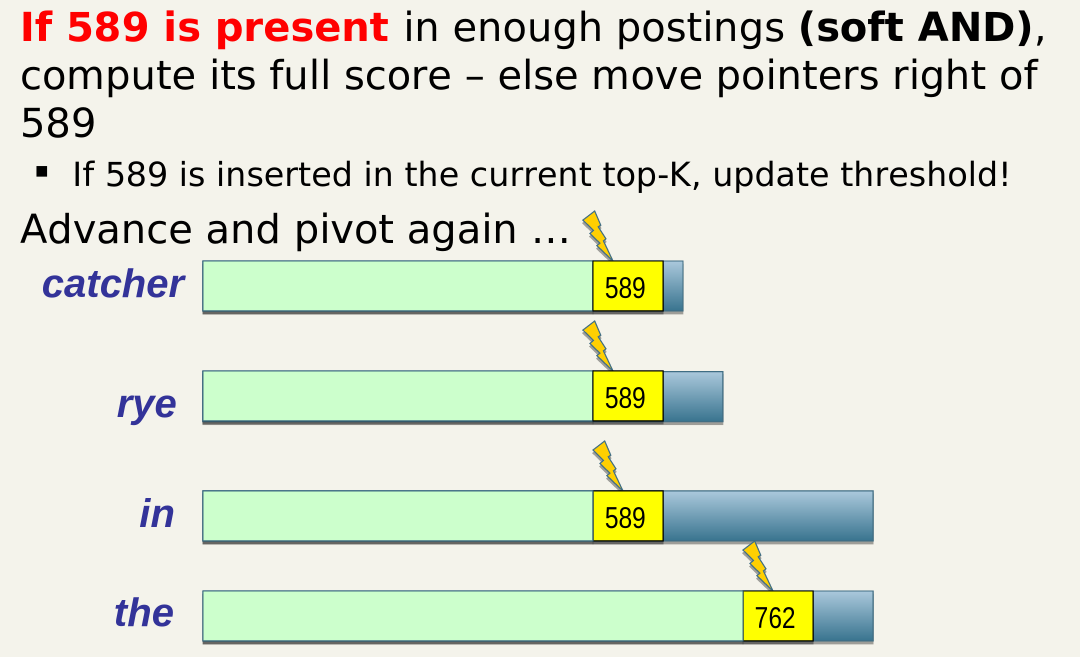 If 589 is present in enough postings (soft AND),
compute its full score – else move pointers right of
589
▪ If 589 is inserted in the current top-K, update threshold!
Advance and pivot again …
catcher 589
rye 589
in 589
the 762